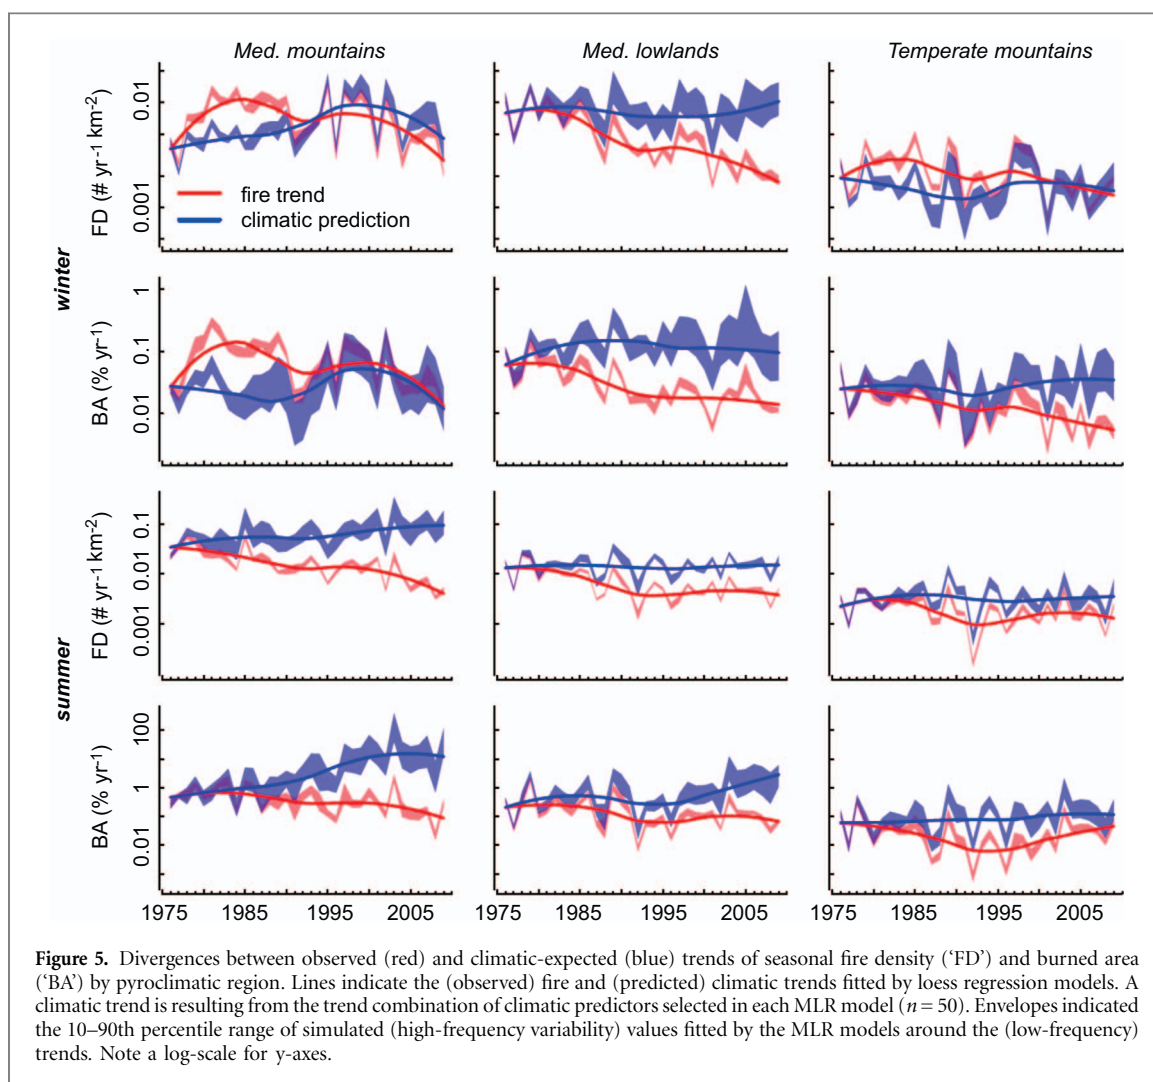 Med. mountains
Med. lowlands
Temperate mountains
winter
FD (# yr-1 km-2)
0.01
0.001
fire trend
climatic prediction
BA (% yr-1)
1
0.1
0.01
summer
FD (# yr-1 km-2)
0.1
0.01
0.001
BA (% yr-1)
100
1
0.01
1975 1985 1995 2005
1975 1985 1995 2005
1975 1985 1995 2005
Figure 5. Divergences between observed (red) and climatic-expected (blue) trends of seasonal fire density (‘FD’) and burned area
(‘BA’) by pyroclimatic region. Lines indicate the (observed) fire and (predicted) climatic trends fitted by loess regression models. A
climatic trend is resulting from the trend combination of climatic predictors selected in each MLR model (n = 50). Envelopes indicated
the 10–90th percentile range of simulated (high-frequency variability) values fitted by the MLR models around the (low-frequency)
trends. Note a log-scale for y-axes.